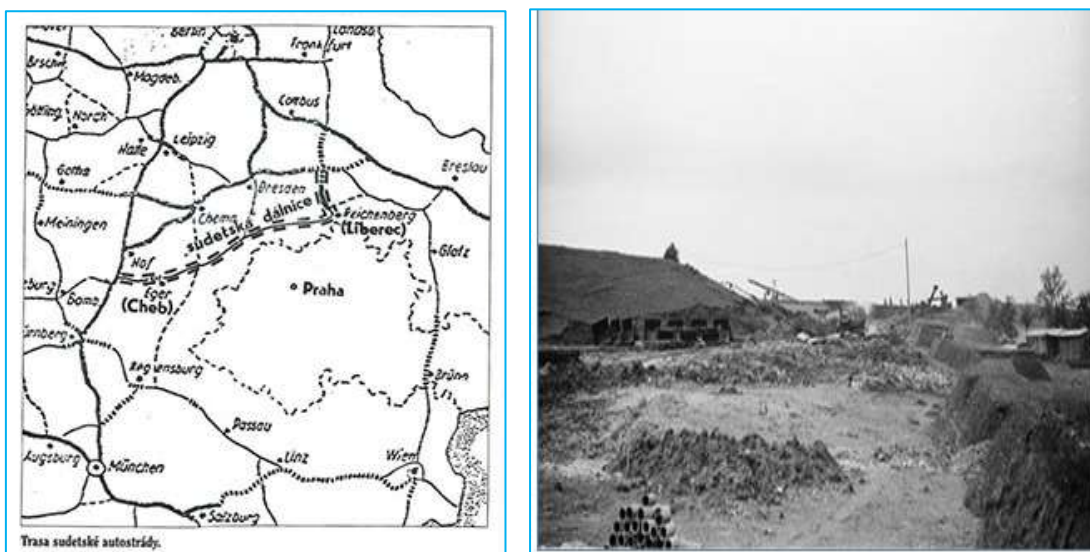 Berlin
Frankfurt
Magdeb.
Cottbus
Leipzig
Halle
Breslau
Gotha
Dresden
Chemn.
Meiningen
sudetská dálnice
Reichenberg
(Liberec)
Glatz
Hof
Eger
(Cheb)
Praha
Bamb.
Regensburg
Brünn
Passau
Augsburg
München
Linz
Wien
Salzburg
Trasa sudetské autostrády.